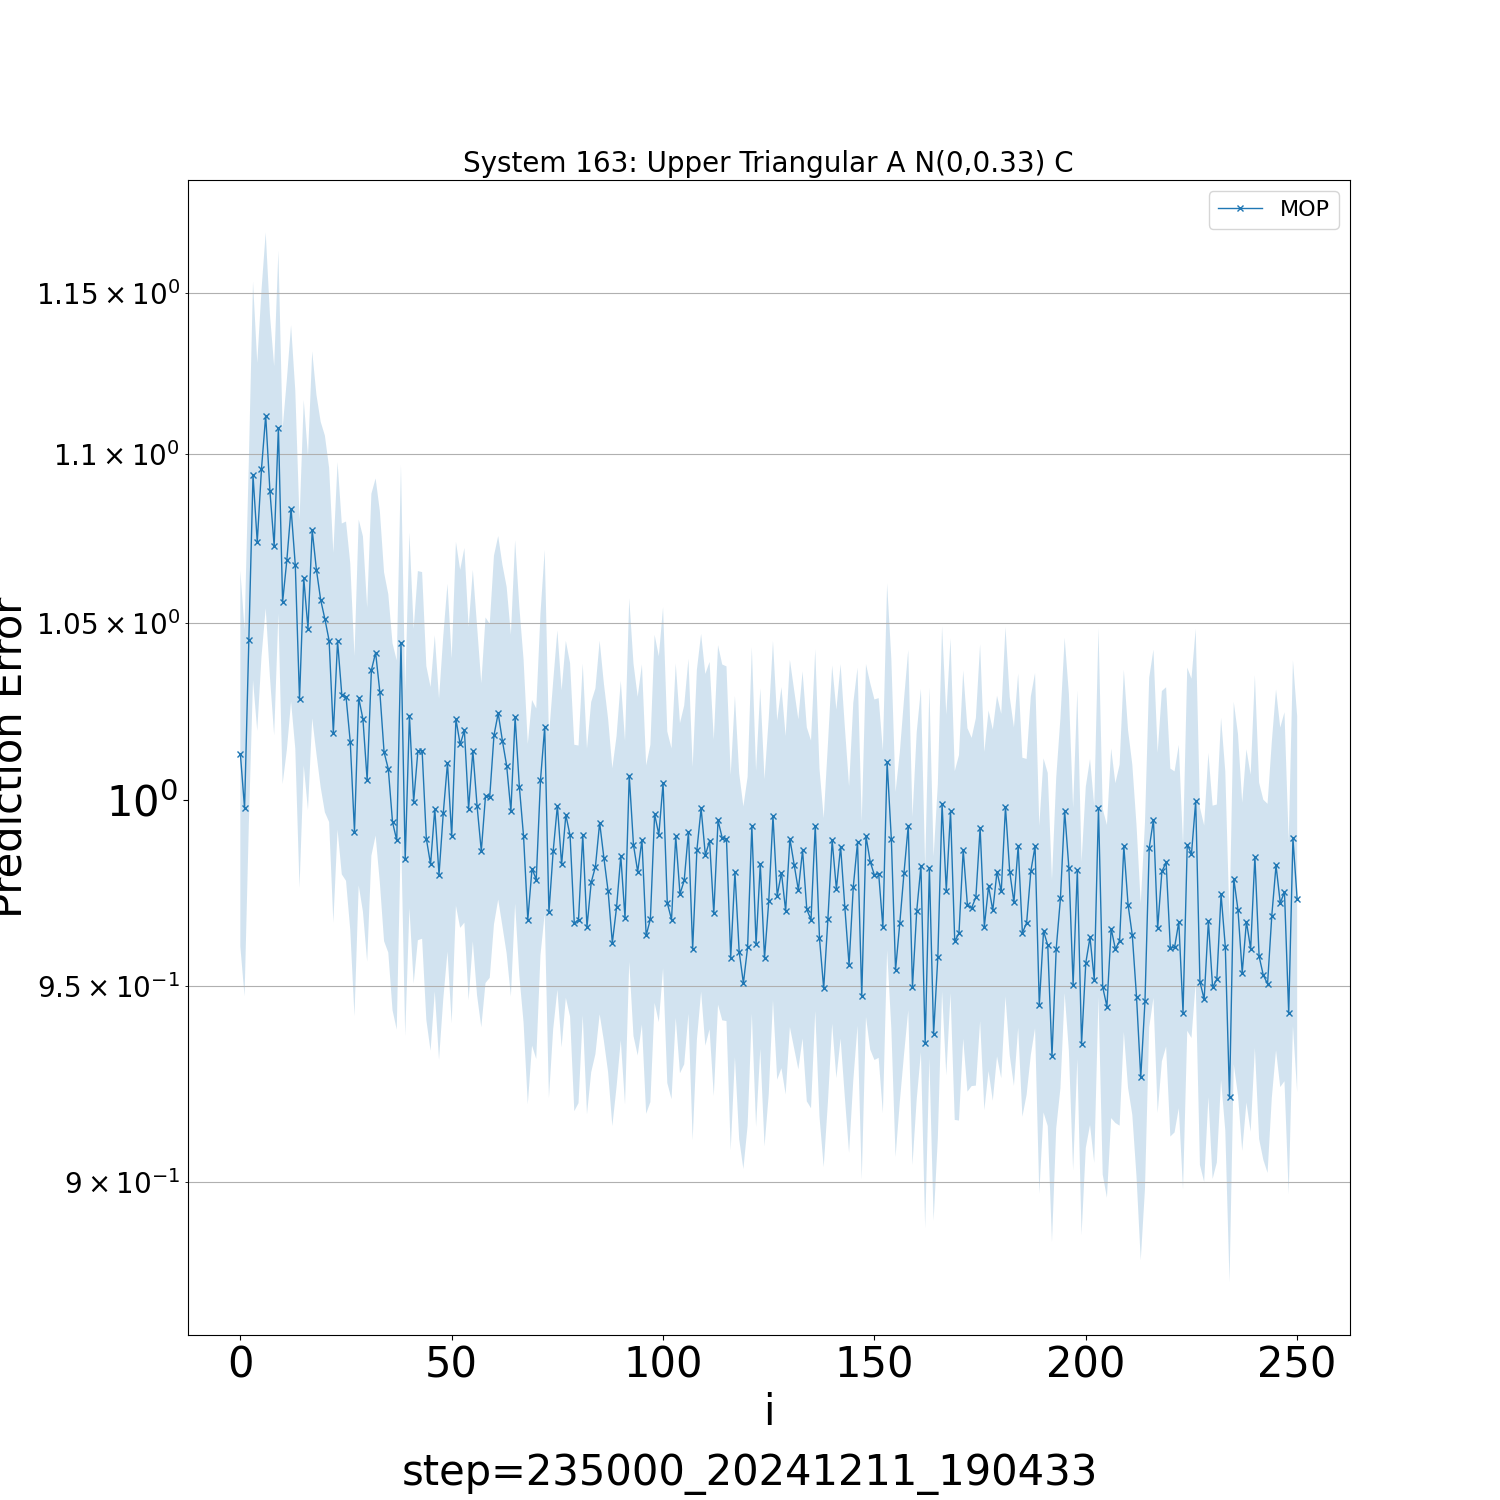 System 163: Upper Triangular A N(0,0.33) C
MOP
1.15 × 10⁰
1.1 × 10⁰
1.05 × 10⁰
10⁰
9.5 × 10⁻¹
9 × 10⁻¹
Prediction Error
0 50 100 150 200 250
i
step=235000_20241211_190433